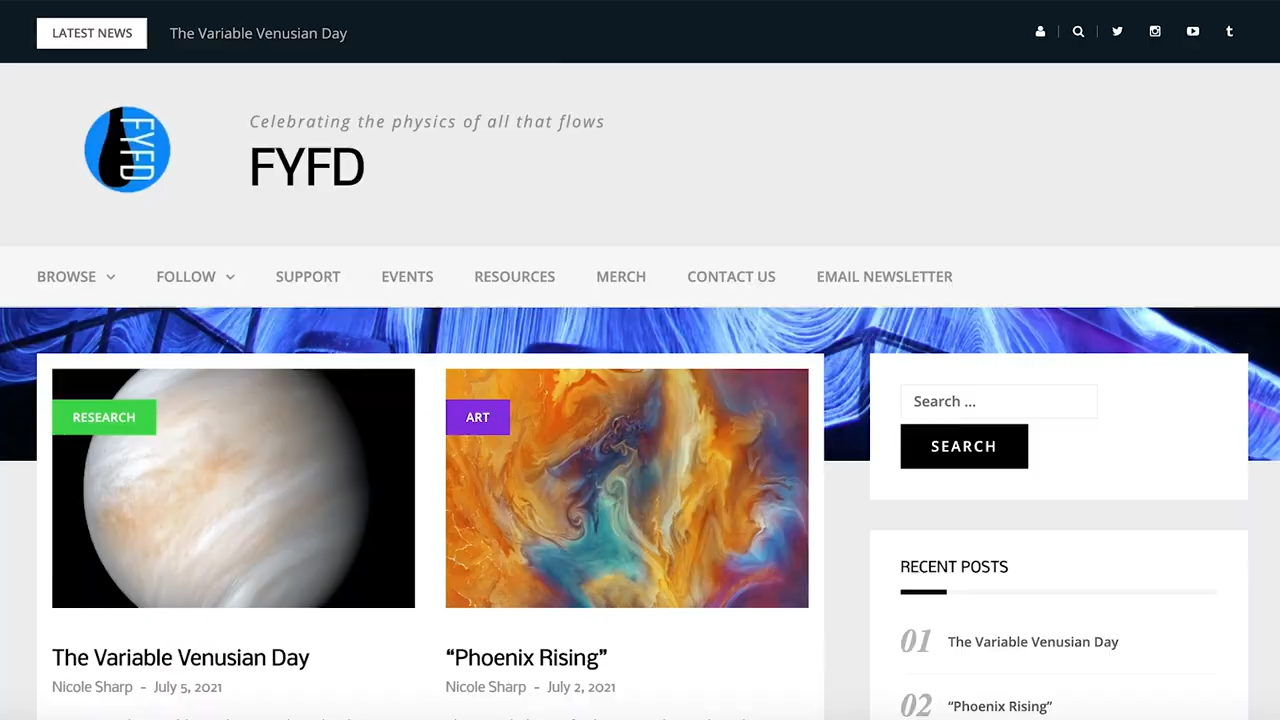 LATEST NEWS The Variable Venusian Day
Celebrating the physics of all that flows
FYFD
FYFD
BROWSE FOLLOW SUPPORT EVENTS RESOURCES MERCH CONTACT US EMAIL NEWSLETTER
RESEARCH
The Variable Venusian Day
Nicole Sharp - July 5, 2021
ART
“Phoenix Rising”
Nicole Sharp - July 2, 2021
Search ...
SEARCH
RECENT POSTS
01 The Variable Venusian Day
02 “Phoenix Rising”